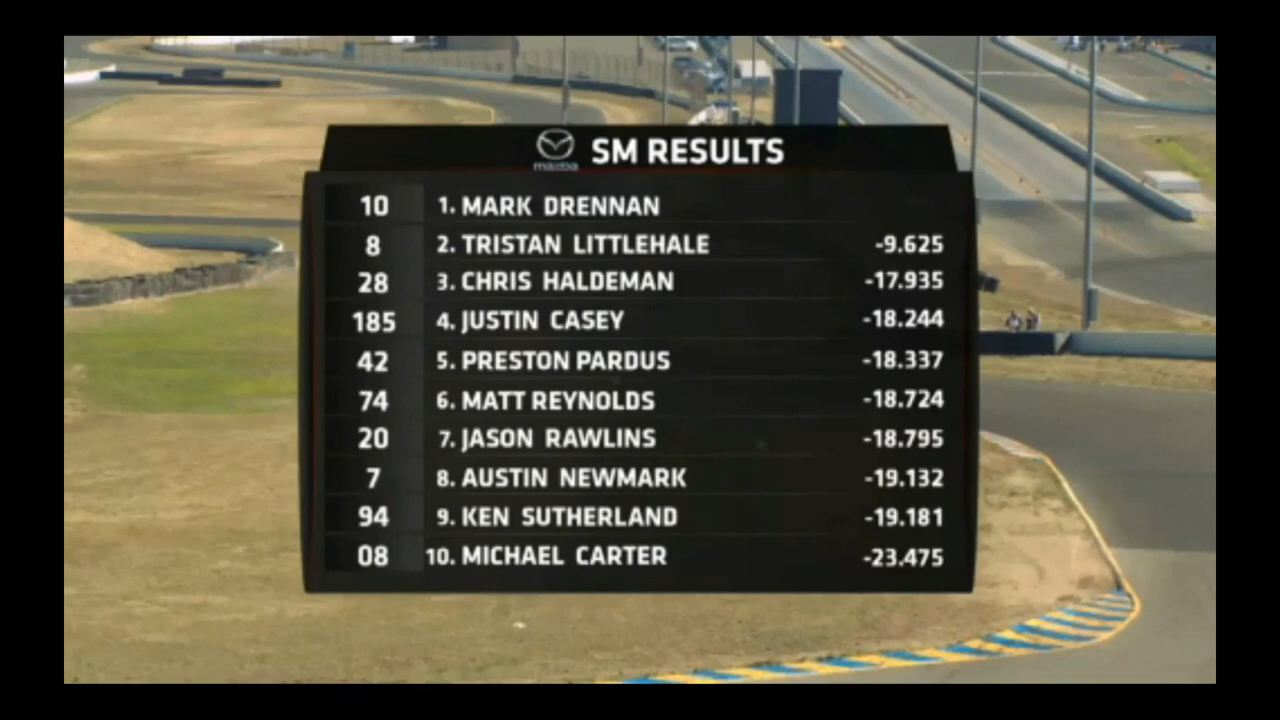 mazda
SM RESULTS
10 1. MARK DRENNAN
8 2. TRISTAN LITTLEHALE -9.625
28 3. CHRIS HALDEMAN -17.935
185 4. JUSTIN CASEY -18.244
42 5. PRESTON PARDUS -18.337
74 6. MATT REYNOLDS -18.724
20 7. JASON RAWLINS -18.795
7 8. AUSTIN NEWMARK -19.132
94 9. KEN SUTHERLAND -19.181
08 10. MICHAEL CARTER -23.475